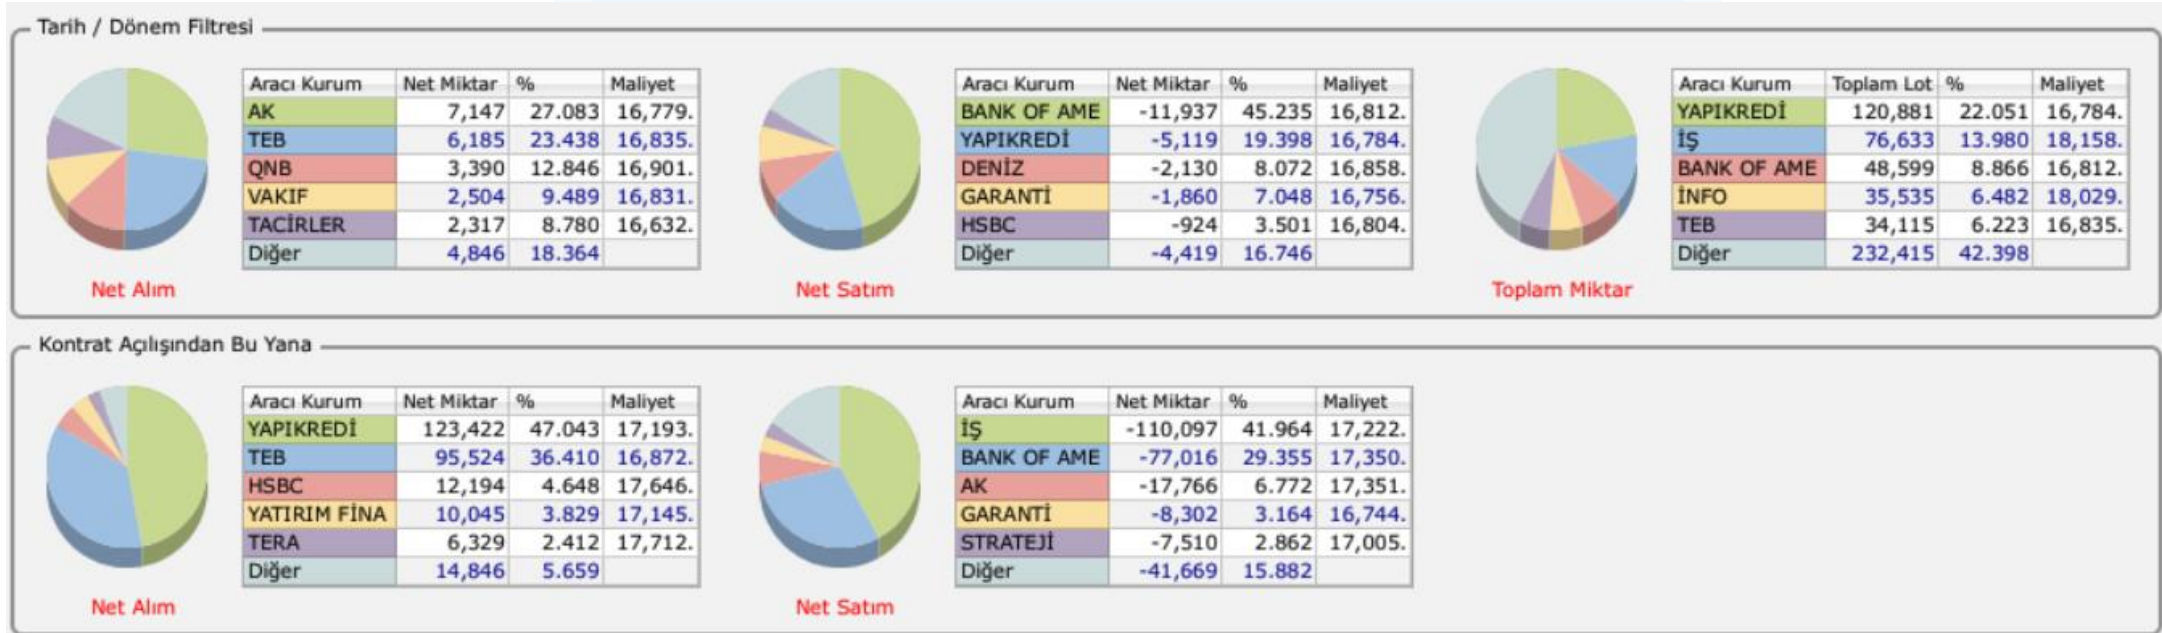 Tarih / Dönem Filtresi
Aracı Kurum Net Miktar % Maliyet
AK 7,147 27.083 16,779.
TEB 6,185 23.438 16,835.
QNB 3,390 12.846 16,901.
VAKIF 2,504 9.489 16,831.
TACİRLER 2,317 8.780 16,632.
Diğer 4,846 18.364
Net Alım
Aracı Kurum Net Miktar % Maliyet
BANK OF AME -11,937 45.235 16,812.
YAPIKREDİ -5,119 19.398 16,784.
DENİZ -2,130 8.072 16,858.
GARANTİ -1,860 7.048 16,756.
HSBC -924 3.501 16,804.
Diğer -4,419 16.746
Net Satım
Aracı Kurum Toplam Lot % Maliyet
YAPIKREDİ 120,881 22.051 16,784.
İŞ 76,633 13.980 18,158.
BANK OF AME 48,599 8.866 16,812.
İNFO 35,535 6.482 18,029.
TEB 34,115 6.223 16,835.
Diğer 232,415 42.398
Toplam Miktar
Kontrat Açılışından Bu Yana
Aracı Kurum Net Miktar % Maliyet
YAPIKREDİ 123,422 47.043 17,193.
TEB 95,524 36.410 16,872.
HSBC 12,194 4.648 17,646.
YATIRIM FİNA 10,045 3.829 17,145.
TERA 6,329 2.412 17,712.
Diğer 14,846 5.659
Net Alım
Aracı Kurum Net Miktar % Maliyet
İŞ -110,097 41.964 17,222.
BANK OF AME -77,016 29.355 17,350.
AK -17,766 6.772 17,351.
GARANTİ -8,302 3.164 16,744.
STRATEJİ -7,510 2.862 17,005.
Diğer -41,669 15.882
Net Satım